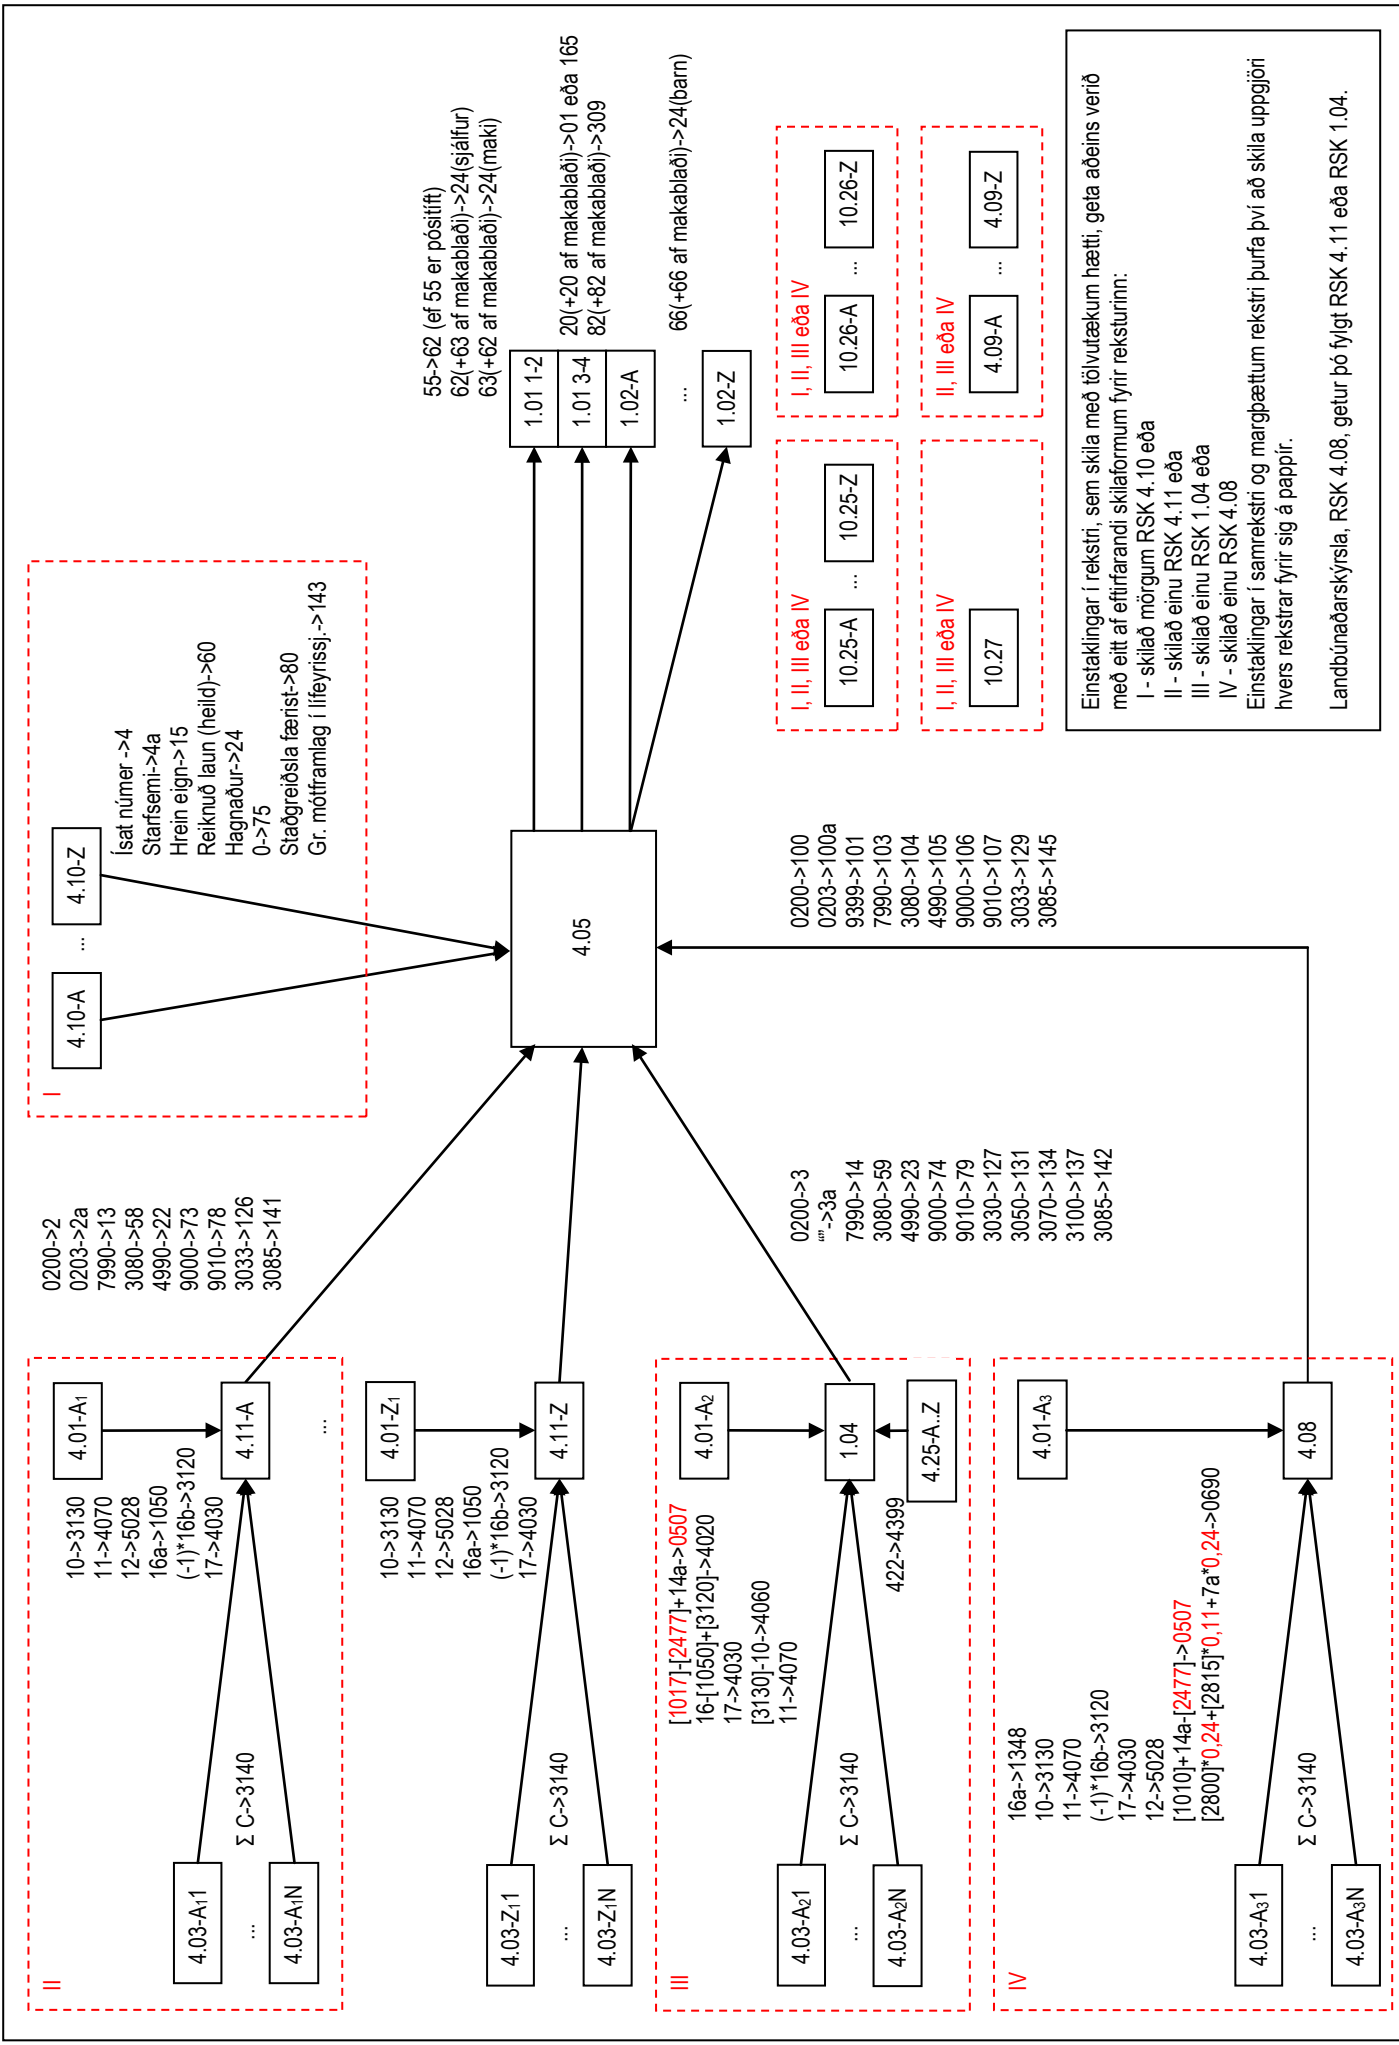 II
4.03-A₁1
...
4.03-A₁N
Σ C->3140
10->3130
11->4070
12->5028
16a->1050
(-1)*16b->3120
17->4030
4.01-A₁
4.11-A
...
0200->2
0203->2a
7990->13
3080->58
4990->22
9000->73
9010->78
3033->126
3085->141
4.03-Z₁1
...
4.03-Z₁N
Σ C->3140
10->3130
11->4070
12->5028
16a->1050
(-1)*16b->3120
17->4030
4.01-Z₁
4.11-Z
III
4.03-A₂1
...
4.03-A₂N
Σ C->3140
[1017]-[2477]+14a->0507
16-[1050]+[3120]->4020
17->4030
[3130]-10->4060
11->4070
4.01-A₂
1.04
4.25-A..Z
422->4399
0200->3
“”->3a
7990->14
3080->59
4990->23
9000->74
9010->79
3030->127
3050->131
3070->134
3100->137
3085->142
IV
4.03-A₃1
...
4.03-A₃N
Σ C->3140
16a->1348
10->3130
11->4070
(-1)*16b->3120
17->4030
12->5028
[1010]+14a-[2477]->0507
[2800]*0,24+[2815]*0,11+7a*0,24->0690
4.01-A₃
4.08
0200->100
0203->100a
9399->101
7990->103
3080->104
4990->105
9000->106
9010->107
3033->129
3085->145
I
4.10-A
...
4.10-Z
Ísat númer ->4
Starfsemi->4a
Hrein eign->15
Reiknuð laun (heild)->60
Hagnaður->24
0->75
Staðgreiðsla færist->80
Gr. mótframlag í lífeyrissj.->143
4.05
55->62 (ef 55 er pósitíft)
62(+63 af makablaði)->24(sjálfur)
63(+62 af makablaði)->24(maki)
1.01 1-2
1.01 3-4
1.02-A
...
1.02-Z
20(+20 af makablaði)->01 eða 165
82(+82 af makablaði)->309
66(+66 af makablaði)->24(barn)
I, II, III eða IV
10.25-A
...
10.25-Z
I, II, III eða IV
10.26-A
...
10.26-Z
I, II, III eða IV
10.27
II, III eða IV
4.09-A
...
4.09-Z
Einstaklingar í rekstri, sem skila með tölvutækum hætti, geta aðeins verið
með eitt af eftirfarandi skilaformum fyrir reksturinn:
I - skilað mörgum RSK 4.10 eða
II - skilað einu RSK 4.11 eða
III - skilað einu RSK 1.04 eða
IV - skilað einu RSK 4.08
Einstaklingar í samrekstri og margþættum rekstri þurfa því að skila uppgjöri
hvers rekstrar fyrir sig á pappír.
Landbúnaðarskýrsla, RSK 4.08, getur þó fylgt RSK 4.11 eða RSK 1.04.